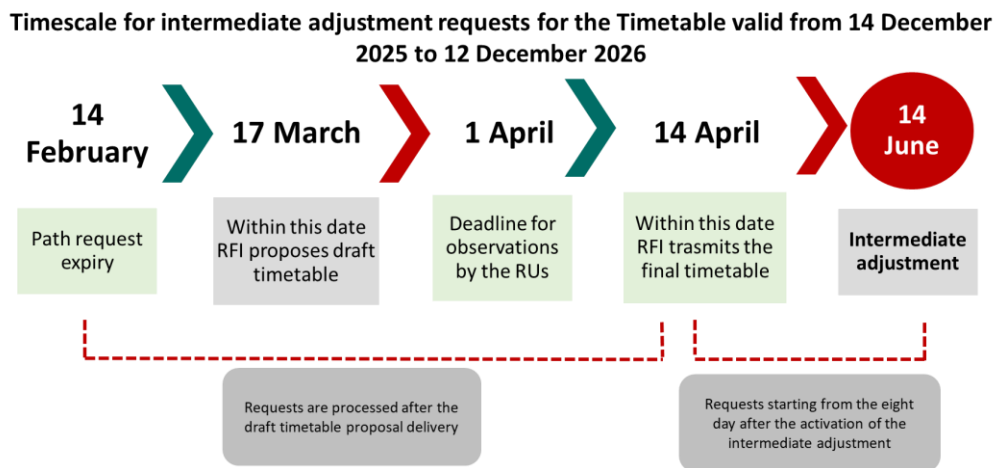 Timescale for intermediate adjustment requests for the Timetable valid from 14 December
2025 to 12 December 2026
14
February
17 March
1 April
14 April
14
June
Path request
expiry
Within this date
RFI proposes draft
timetable
Deadline for
observations
by the RUs
Within this date
RFI trasmits the
final timetable
Intermediate
adjustment
Requests are processed after the
draft timetable proposal delivery
Requests starting from the eight
day after the activation of the
intermediate adjustment